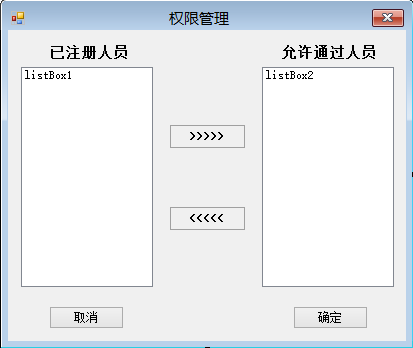 权限管理
已注册人员 允许通过人员
listBox1 listBox2
>>>>>
<<<<<
取消 确定